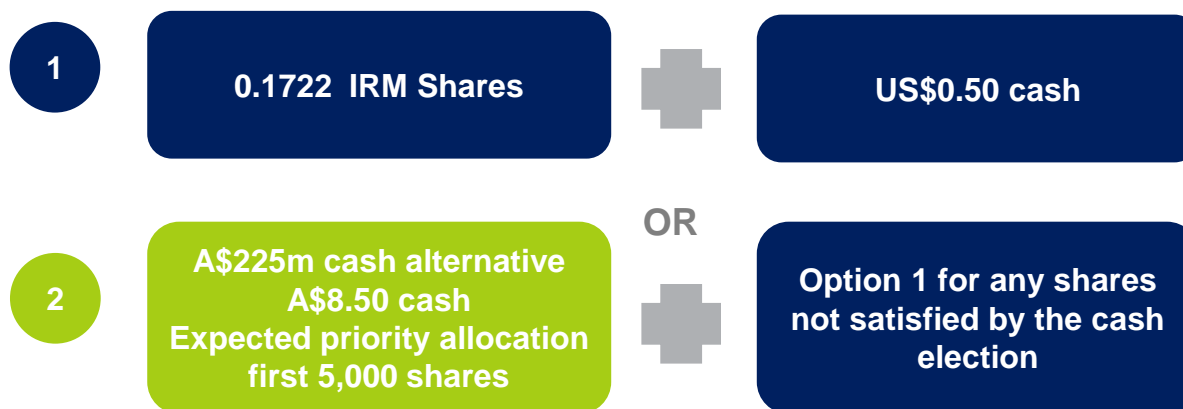 1
0.1722 IRM Shares
US$0.50 cash
OR
2
A$225m cash alternative
A$8.50 cash
Expected priority allocation
first 5,000 shares
Option 1 for any shares
not satisfied by the cash
election